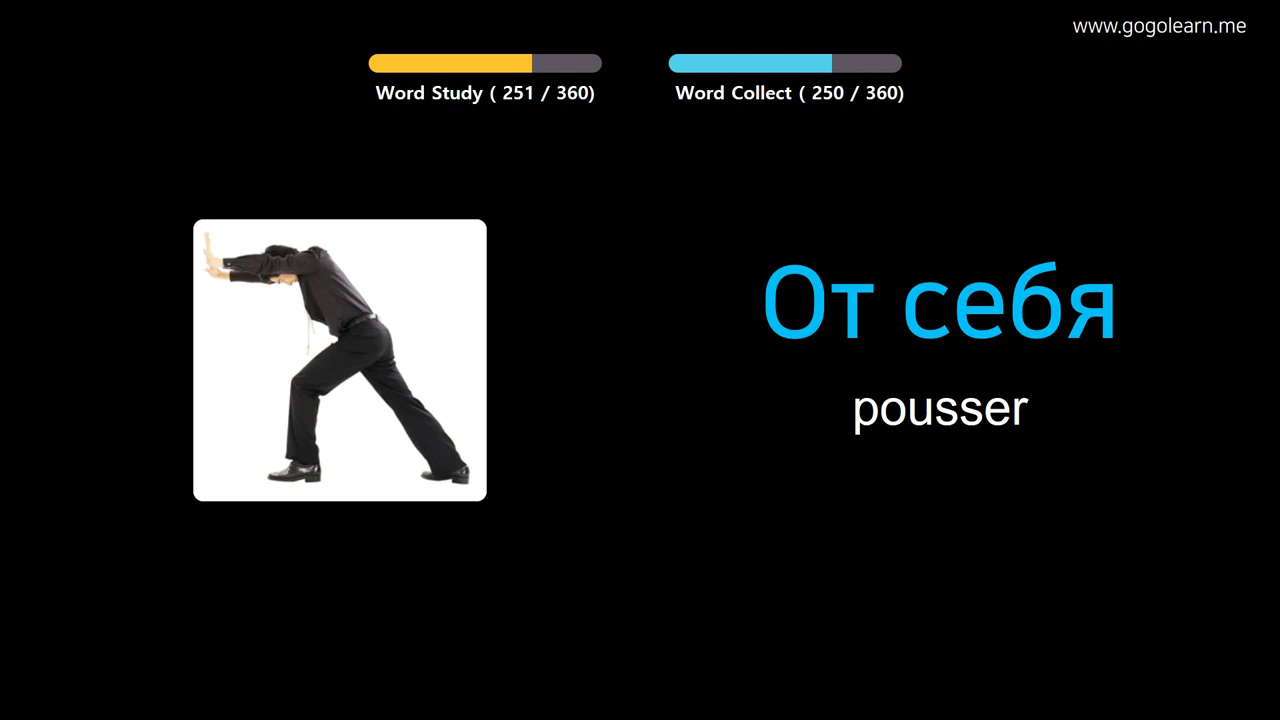 www.gogolearn.me
Word Study ( 251 / 360)
Word Collect ( 250 / 360)
От себя
pousser